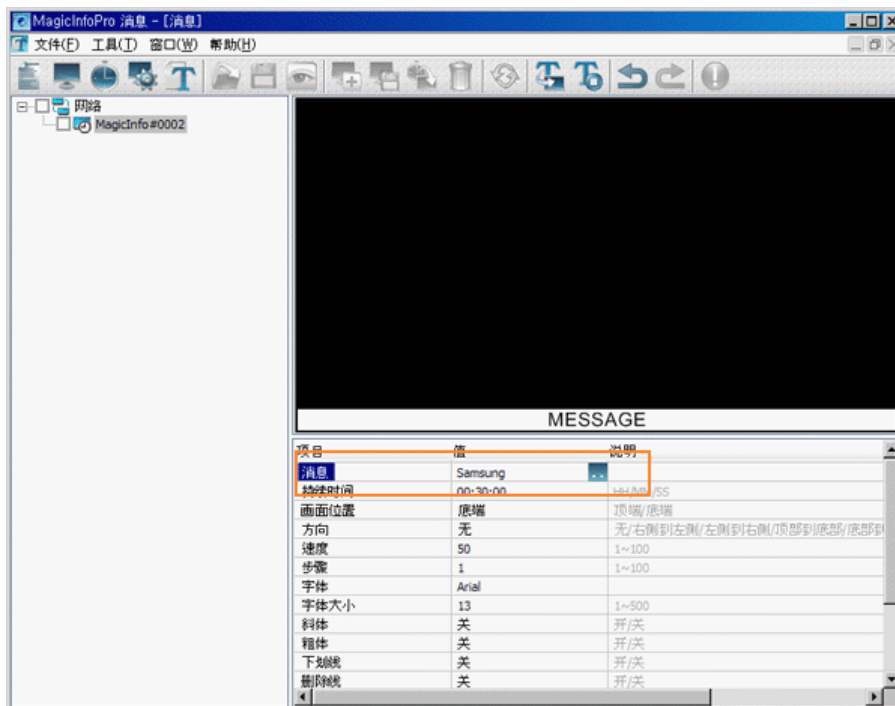 MagicInfoPro 消息 - [消息]
文件(F) 工具(T) 窗口(W) 帮助(H)
网络
MagicInfo#0002
MESSAGE
项目 值 说明
消息 Samsung ..
持续时间 00:30:00 HH/MM/SS
画面位置 底端 顶端/底端
方向 无 无/右侧到左侧/左侧到右侧/顶部到底部/底部到
速度 50 1~100
步骤 1 1~100
字体 Arial
字体大小 13 1~500
斜体 关 开/关
粗体 关 开/关
下划线 关 开/关
删除线 关 开/关